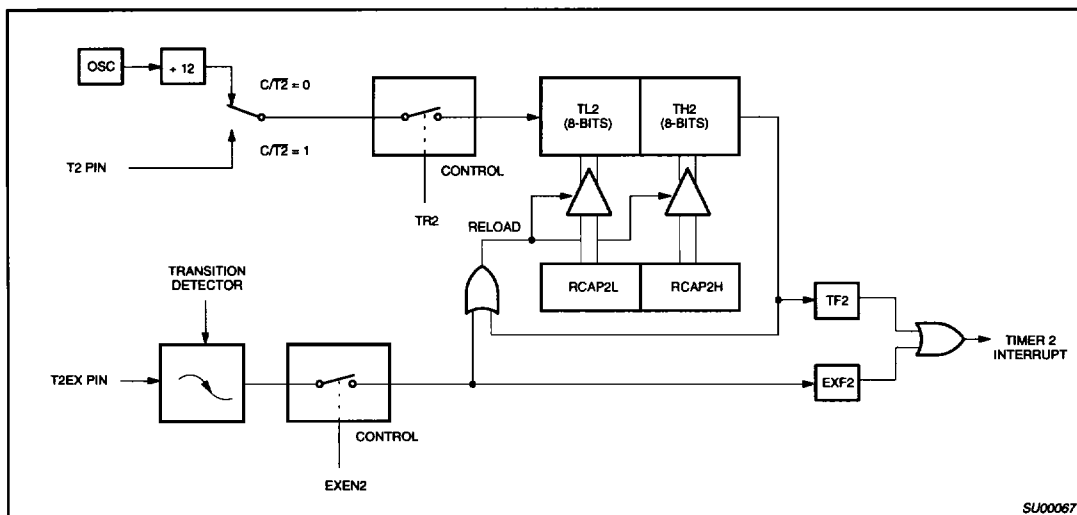 OSC
÷ 12
C/T2̅ = 0
C/T2̅ = 1
T2 PIN
CONTROL
TR2
TL2
(8-BITS)
TH2
(8-BITS)
RELOAD
RCAP2L
RCAP2H
TRANSITION
DETECTOR
T2EX PIN
CONTROL
EXEN2
TF2
EXF2
TIMER 2
INTERRUPT
SU00067